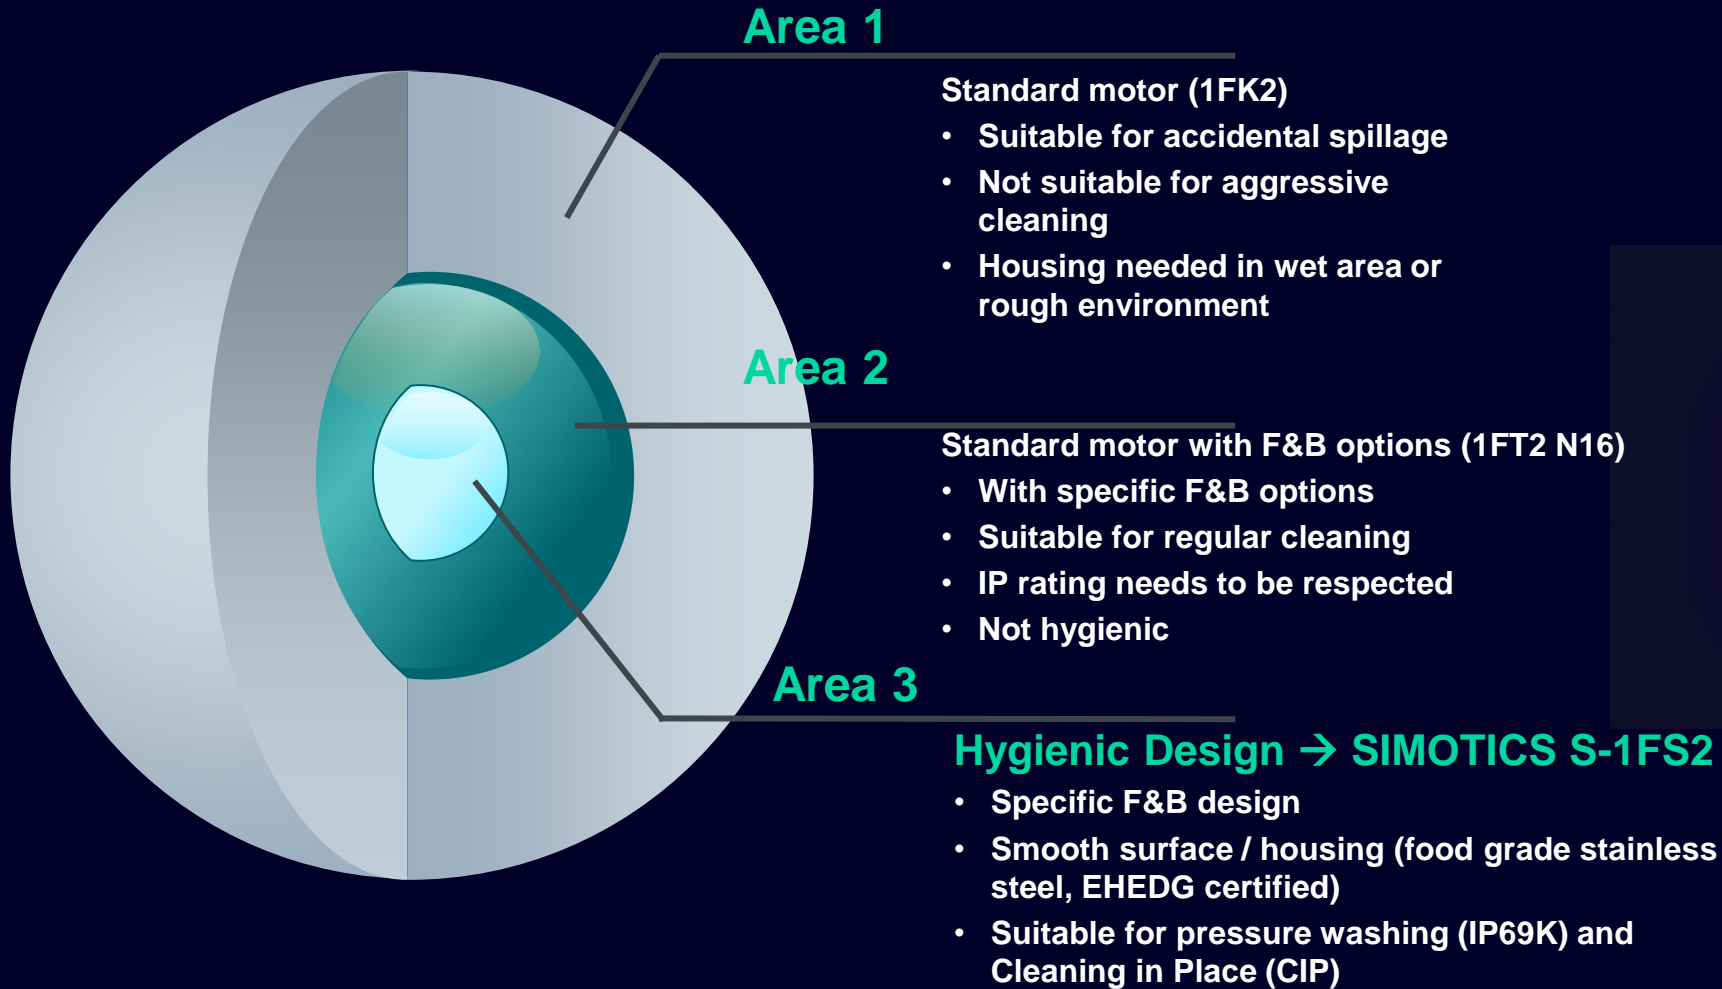 Area 1
Standard motor (1FK2)
• Suitable for accidental spillage
• Not suitable for aggressive
cleaning
• Housing needed in wet area or
rough environment
Area 2
Standard motor with F&B options (1FT2 N16)
• With specific F&B options
• Suitable for regular cleaning
• IP rating needs to be respected
• Not hygienic
Area 3
Hygienic Design → SIMOTICS S-1FS2
• Specific F&B design
• Smooth surface / housing (food grade stainless
steel, EHEDG certified)
• Suitable for pressure washing (IP69K) and
Cleaning in Place (CIP)